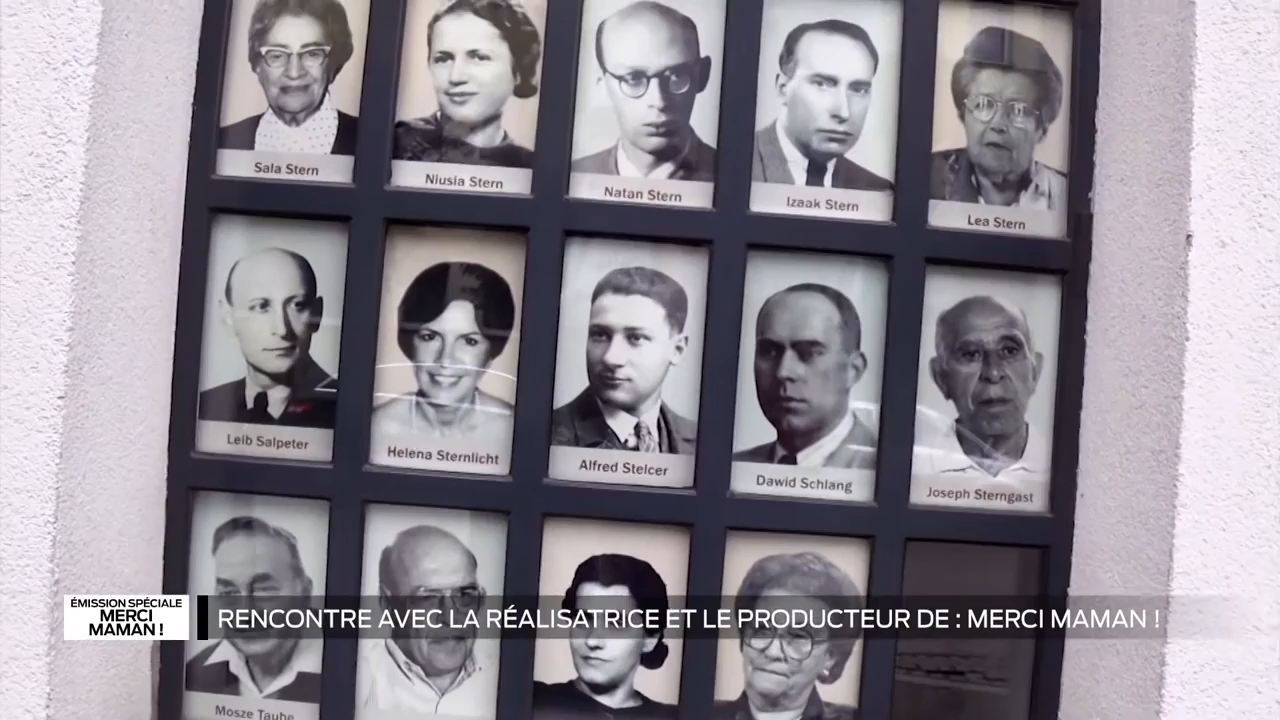 Sala Stern
Niusia Stern
Natan Stern
Izaak Stern
Lea Stern
Leib Salpeter
Helena Sternlicht
Alfred Stelcer
Dawid Schlang
Joseph Sterngast
Mosze Taube
ÉMISSION SPÉCIALE
MERCI
MAMAN !
RENCONTRE AVEC LA RÉALISATRICE ET LE PRODUCTEUR DE : MERCI MAMAN !